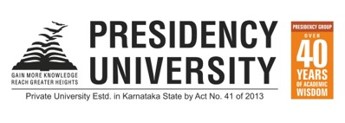 PRESIDENCY
UNIVERSITY
GAIN MORE KNOWLEDGE
REACH GREATER HEIGHTS
Private University Estd. in Karnataka State by Act No. 41 of 2013
PRESIDENCY GROUP
OVER
40
YEARS
OF ACADEMIC
WISDOM